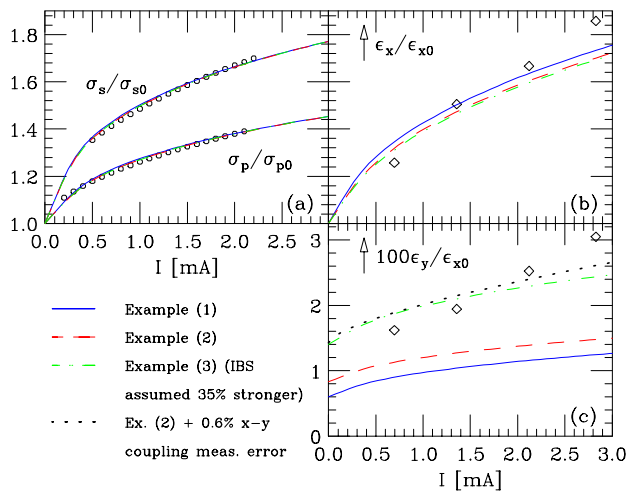 1.8
1.6
1.4
1.2
1.0
σs/σs0
σp/σp0
(a)
0.0 0.5 1.0 1.5 2.0
I [mA]
ϵx/ϵx0
(b)
3
2
1
0
100ϵy/ϵx0
(c)
0.0 0.5 1.0 1.5 2.0 2.5 3.0
I [mA]
Example (1)
Example (2)
Example (3) (IBS
assumed 35% stronger)
Ex. (2) + 0.6% x-y
coupling meas. error